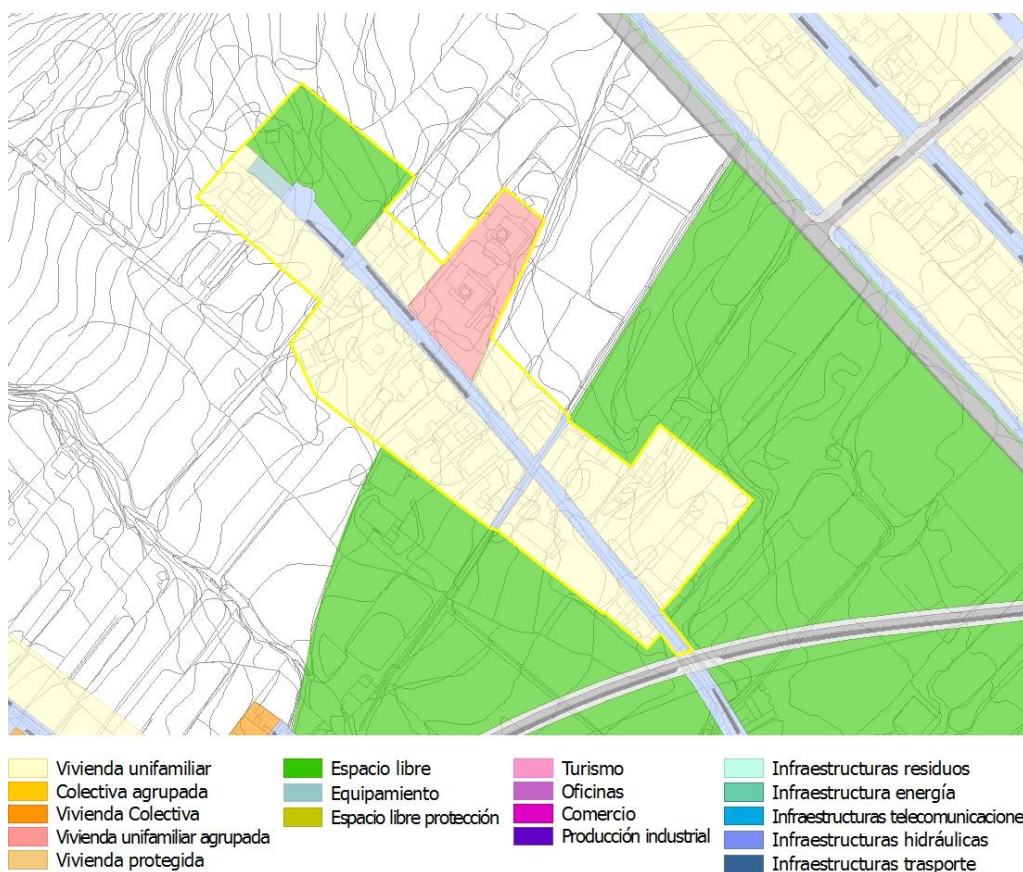 Vivienda unifamiliar
Colectiva agrupada
Vivienda Colectiva
Vivienda unifamiliar agrupada
Vivienda protegida
Espacio libre
Equipamiento
Espacio libre protección
Turismo
Oficinas
Comercio
Producción industrial
Infraestructuras residuos
Infraestructura energía
Infraestructuras telecomunicacione
Infraestructuras hidráulicas
Infraestructuras trasporte